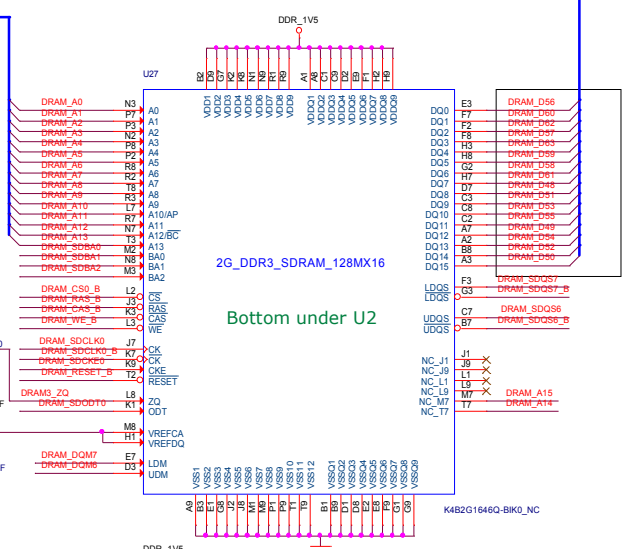 DDR_1V5
U27
B2 D9 G7 K2 K8 N1 N9 R1 R9 A1 A8 C1 C9 D2 E9 F1 H2 H9
VDD1 VDD2 VDD3 VDD4 VDD5 VDD6 VDD7 VDD8 VDD9 VDDQ1 VDDQ2 VDDQ3 VDDQ4 VDDQ5 VDDQ6 VDDQ7 VDDQ8 VDDQ9
DRAM_A0 N3 A0 DQ0 E3 DRAM_D56
DRAM_A1 P7 A1 DQ1 F7 DRAM_D60
DRAM_A2 P3 A2 DQ2 F2 DRAM_D62
DRAM_A3 N2 A3 DQ3 F8 DRAM_D57
DRAM_A4 P8 A4 DQ4 H3 DRAM_D63
DRAM_A5 P2 A5 DQ5 H8 DRAM_D59
DRAM_A6 R8 A6 DQ6 G2 DRAM_D58
DRAM_A7 R2 A7 DQ7 H7 DRAM_D61
DRAM_A8 T8 A8 DQ8 D7 DRAM_D48
DRAM_A9 R3 A9 DQ9 C3 DRAM_D51
DRAM_A10 L7 A10/AP DQ10 C8 DRAM_D53
DRAM_A11 R7 A11 DQ11 C2 DRAM_D55
DRAM_A12 N7 A12/BC DQ12 A7 DRAM_D49
DRAM_A13 T3 A13 DQ13 A2 DRAM_D54
DRAM_SDBA0 M2 BA0 DQ14 B8 DRAM_D52
DRAM_SDBA1 N8 BA1 DQ15 A3 DRAM_D50
DRAM_SDBA2 M3 BA2
2G_DDR3_SDRAM_128MX16
DRAM_CS0_B L2 CS LDQS F3 DRAM_SDQS7
DRAM_RAS_B J3 RAS LDQS G3 DRAM_SDQS7_B
DRAM_CAS_B K3 CAS UDQS C7 DRAM_SDQS6
DRAM_WE_B L3 WE UDQS B7 DRAM_SDQS6_B
Bottom under U2
DRAM_SDCLK0 J7 CK
DRAM_SDCLK0_B K7 CK NC_J1 J1
DRAM_SDCKE0 K9 CKE NC_J9 J9
DRAM_RESET_B T2 RESET NC_L1 L1
NC_L9 L9
DRAM3_ZQ L8 ZQ NC_M7 M7 DRAM_A15
DRAM_SDODT0 K1 ODT NC_T7 T7 DRAM_A14
F
M8 VREFCA
H1 VREFDQ
DRAM_DQM7 E7 LDM
F DRAM_DQM6 D3 UDM
VSS1 VSS2 VSS3 VSS4 VSS5 VSS6 VSS7 VSS8 VSS9 VSS10 VSS11 VSS12 VSSQ1 VSSQ2 VSSQ3 VSSQ4 VSSQ5 VSSQ6 VSSQ7 VSSQ8 VSSQ9
A9 B3 E1 G8 J2 J8 M1 M9 P1 P9 T1 T9 B1 B9 D1 D8 E2 E8 F9 G1 G9
K4B2G1646Q-BIK0_NC
DDR_1V5